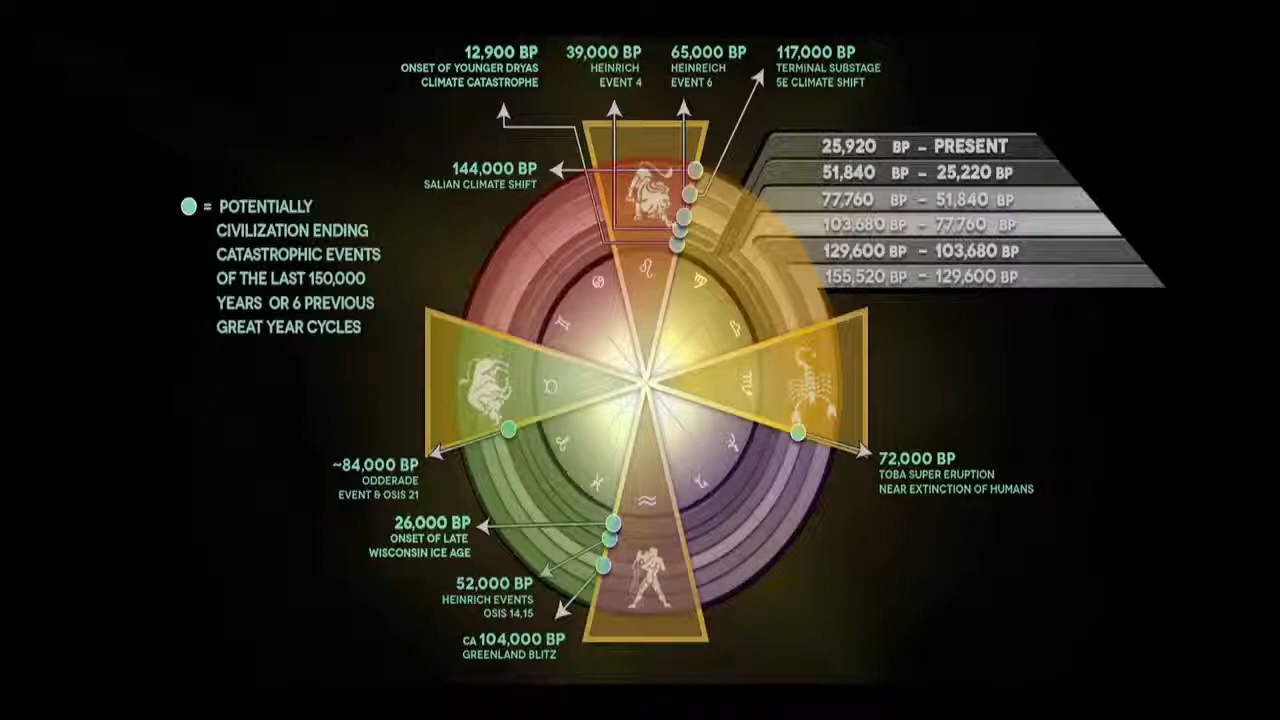 12,900 BP
ONSET OF YOUNGER DRYAS
CLIMATE CATASTROPHE
39,000 BP
HEINRICH
EVENT 4
65,000 BP
HEINREICH
EVENT 6
117,000 BP
TERMINAL SUBSTAGE
5E CLIMATE SHIFT
144,000 BP
SALIAN CLIMATE SHIFT
25,920 BP - PRESENT
51,840 BP - 25,220 BP
77,760 BP - 51,840 BP
103,680 BP - 77,760 BP
129,600 BP - 103,680 BP
155,520 BP - 129,600 BP
= POTENTIALLY
CIVILIZATION ENDING
CATASTROPHIC EVENTS
OF THE LAST 150,000
YEARS OR 6 PREVIOUS
GREAT YEAR CYCLES
♋ ♌ ♍
♊ ♎
♉ ♏
♈ ♐
♓ ♒ ♑
~84,000 BP
ODDERADE
EVENT & OSIS 21
72,000 BP
TOBA SUPER ERUPTION
NEAR EXTINCTION OF HUMANS
26,000 BP
ONSET OF LATE
WISCONSIN ICE AGE
52,000 BP
HEINRICH EVENTS
OSIS 14,15
CA 104,000 BP
GREENLAND BLITZ